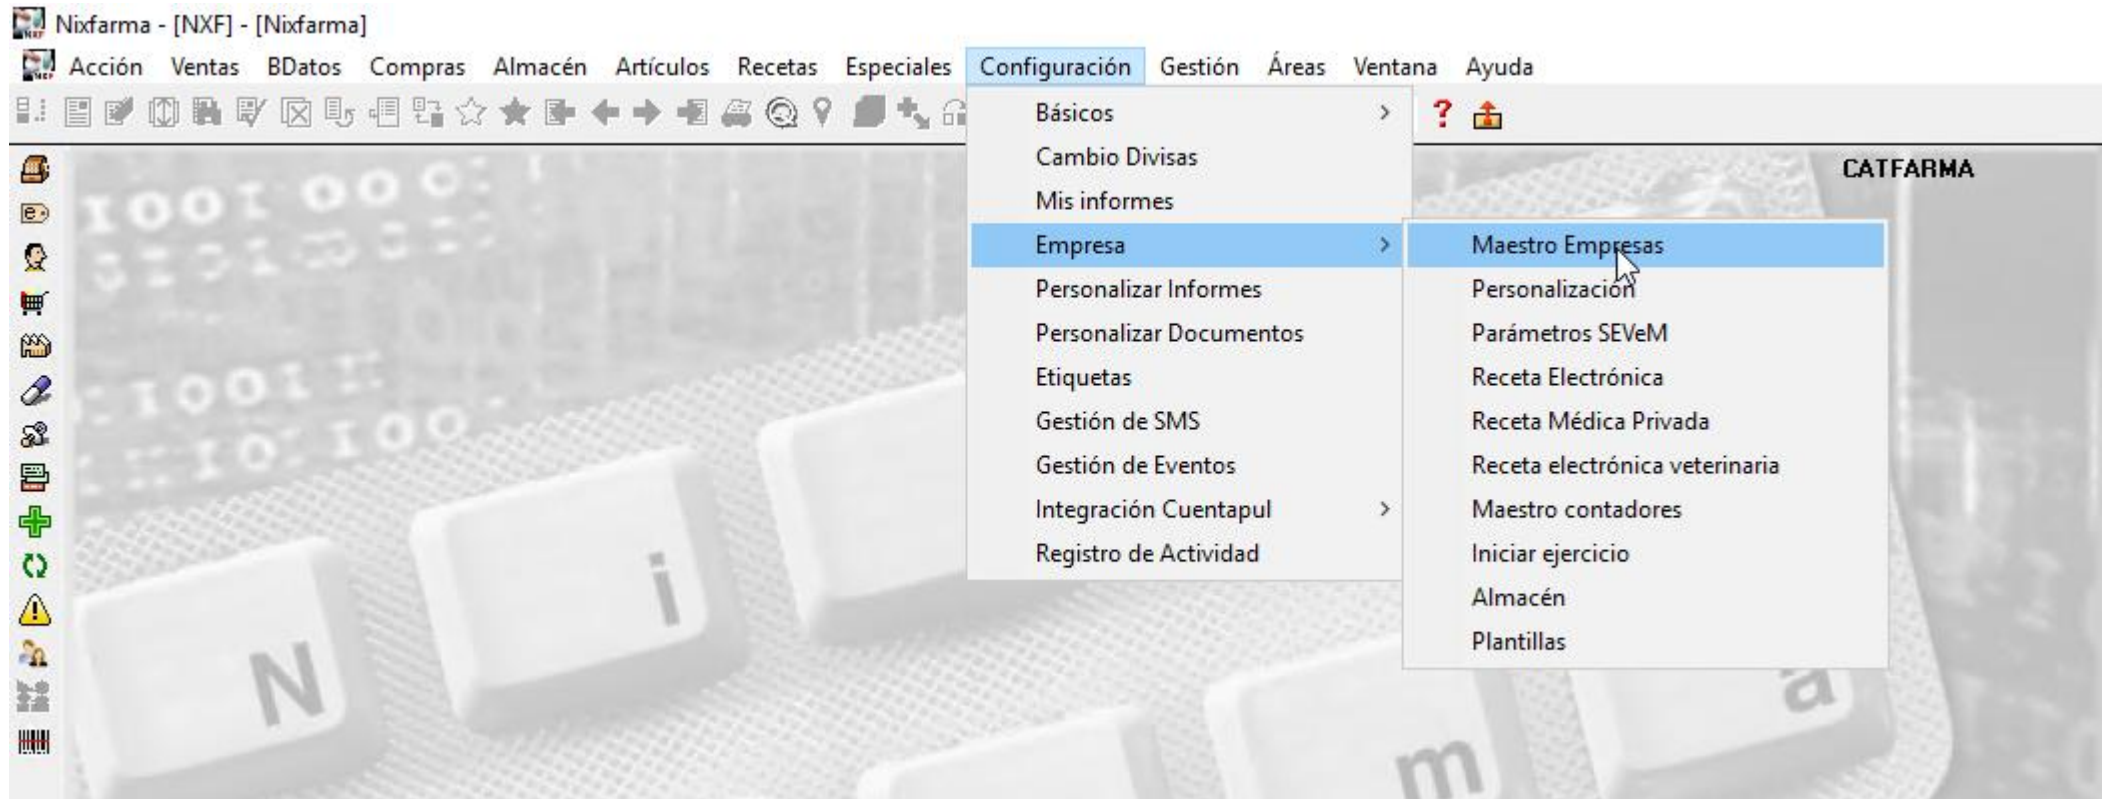 Nixfarma - [NXF] - [Nixfarma]
Acción Ventas BDatos Compras Almacén Artículos Recetas Especiales Configuración Gestión Áreas Ventana Ayuda
CATFARMA
Básicos
Cambio Divisas
Mis informes
Empresa
Personalizar Informes
Personalizar Documentos
Etiquetas
Gestión de SMS
Gestión de Eventos
Integración Cuentapul
Registro de Actividad
Maestro Empresas
Personalización
Parámetros SEVeM
Receta Electrónica
Receta Médica Privada
Receta electrónica veterinaria
Maestro contadores
Iniciar ejercicio
Almacén
Plantillas
N i
m a